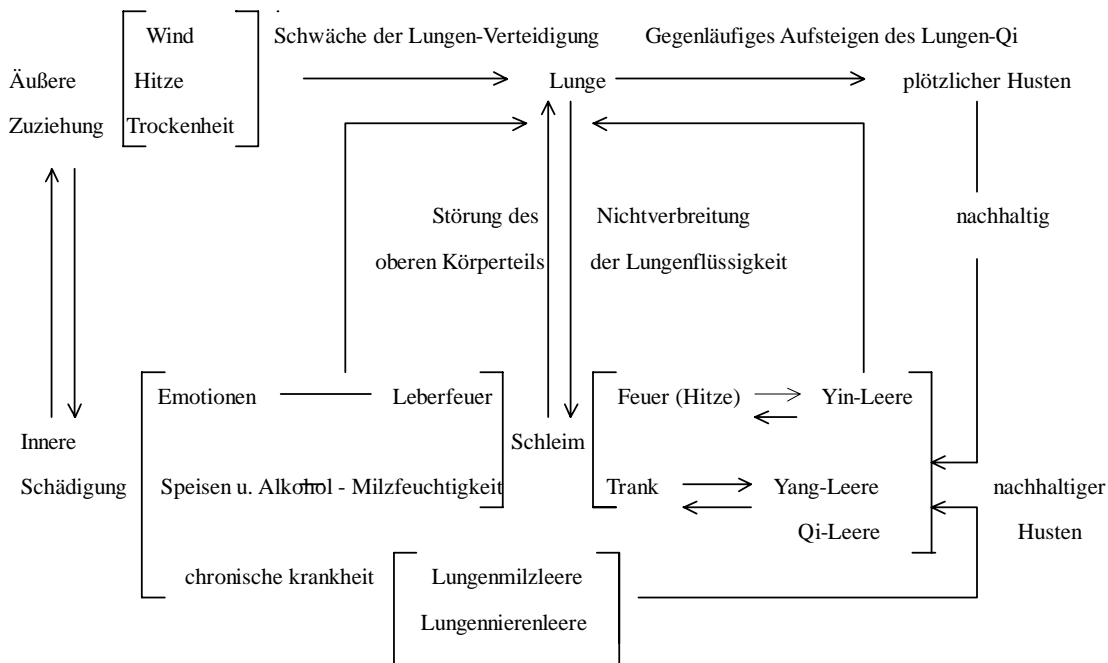 Wind Schwäche der Lungen-Verteidigung Gegenläufiges Aufsteigen des Lungen-Qi
Äußere Hitze Lunge plötzlicher Husten
Zuziehung Trockenheit
Störung des Nichtverbreitung nachhaltig
oberen Körperteils der Lungenflüssigkeit
Emotionen Leberfeuer Feuer (Hitze) Yin-Leere
Innere Schleim
Schädigung Speisen u. Alkohol - Milzfeuchtigkeit Trank Yang-Leere nachhaltiger
Qi-Leere Husten
chronische krankheit Lungenmilzleere
Lungennierenleere